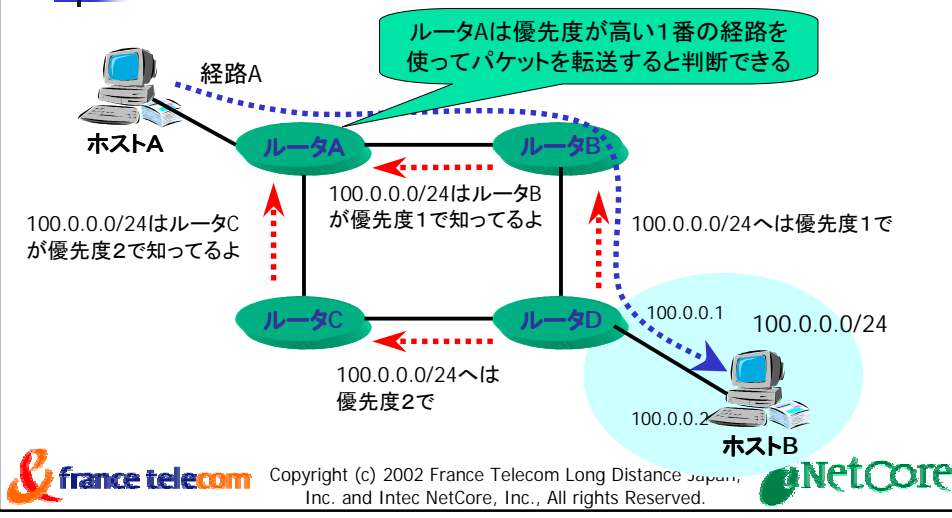 ルータAは優先度が高い1番の経路を
使ってパケットを転送すると判断できる
経路A
ホストA
ルータA
ルータB
100.0.0.0/24はルータB
が優先度1で知ってるよ
100.0.0.0/24はルータC
が優先度2で知ってるよ
100.0.0.0/24へは優先度1で
ルータC
ルータD
100.0.0.1
100.0.0.0/24
100.0.0.0/24へは
優先度2で
100.0.0.2
ホストB
france telecom
Copyright (c) 2002 France Telecom Long Distance Japan,
Inc. and Intec NetCore, Inc., All rights Reserved.
NetCore